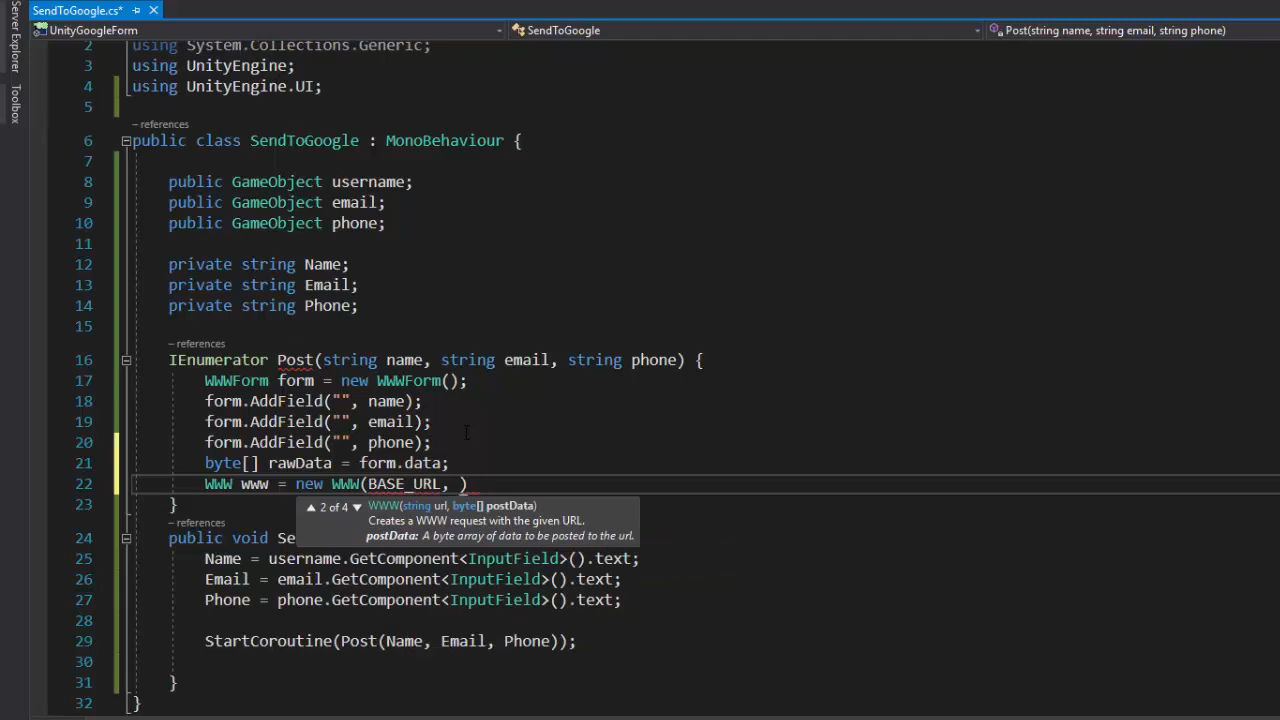 SendToGoogle.cs*
Server Explorer
Toolbox
UnityGoogleForm
SendToGoogle
Post(string name, string email, string phone)
2 using System.Collections.Generic;
3 using UnityEngine;
4 using UnityEngine.UI;
5
– references
6 public class SendToGoogle : MonoBehaviour {
7
8 public GameObject username;
9 public GameObject email;
10 public GameObject phone;
11
12 private string Name;
13 private string Email;
14 private string Phone;
15
– references
16 IEnumerator Post(string name, string email, string phone) {
17 WWWForm form = new WWWForm();
18 form.AddField("", name);
19 form.AddField("", email);
20 form.AddField("", phone);
21 byte[] rawData = form.data;
22 WWW www = new WWW(BASE_URL, )
23 }
▲ 2 of 4 ▼ WWW(string url, byte[] postData)
Creates a WWW request with the given URL.
postData: A byte array of data to be posted to the url.
– references
24 public void Se
25 Name = username.GetComponent<InputField>().text;
26 Email = email.GetComponent<InputField>().text;
27 Phone = phone.GetComponent<InputField>().text;
28
29 StartCoroutine(Post(Name, Email, Phone));
30
31 }
32 }